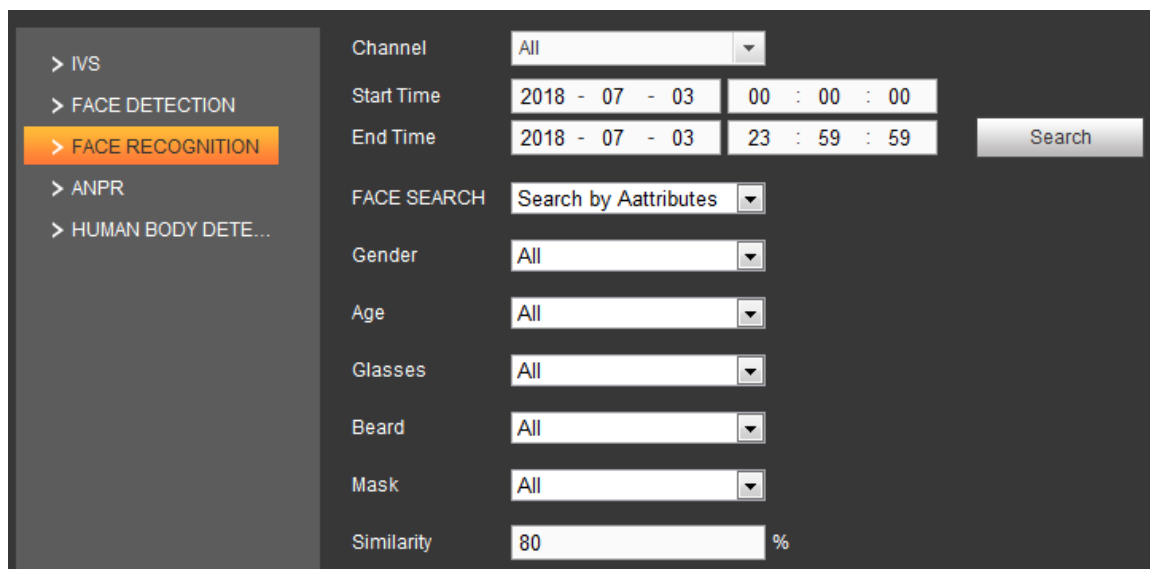 > IVS
> FACE DETECTION
> FACE RECOGNITION
> ANPR
> HUMAN BODY DETE...
Channel All
Start Time 2018 - 07 - 03 00 : 00 : 00
End Time 2018 - 07 - 03 23 : 59 : 59 Search
FACE SEARCH Search by Aattributes
Gender All
Age All
Glasses All
Beard All
Mask All
Similarity 80 %